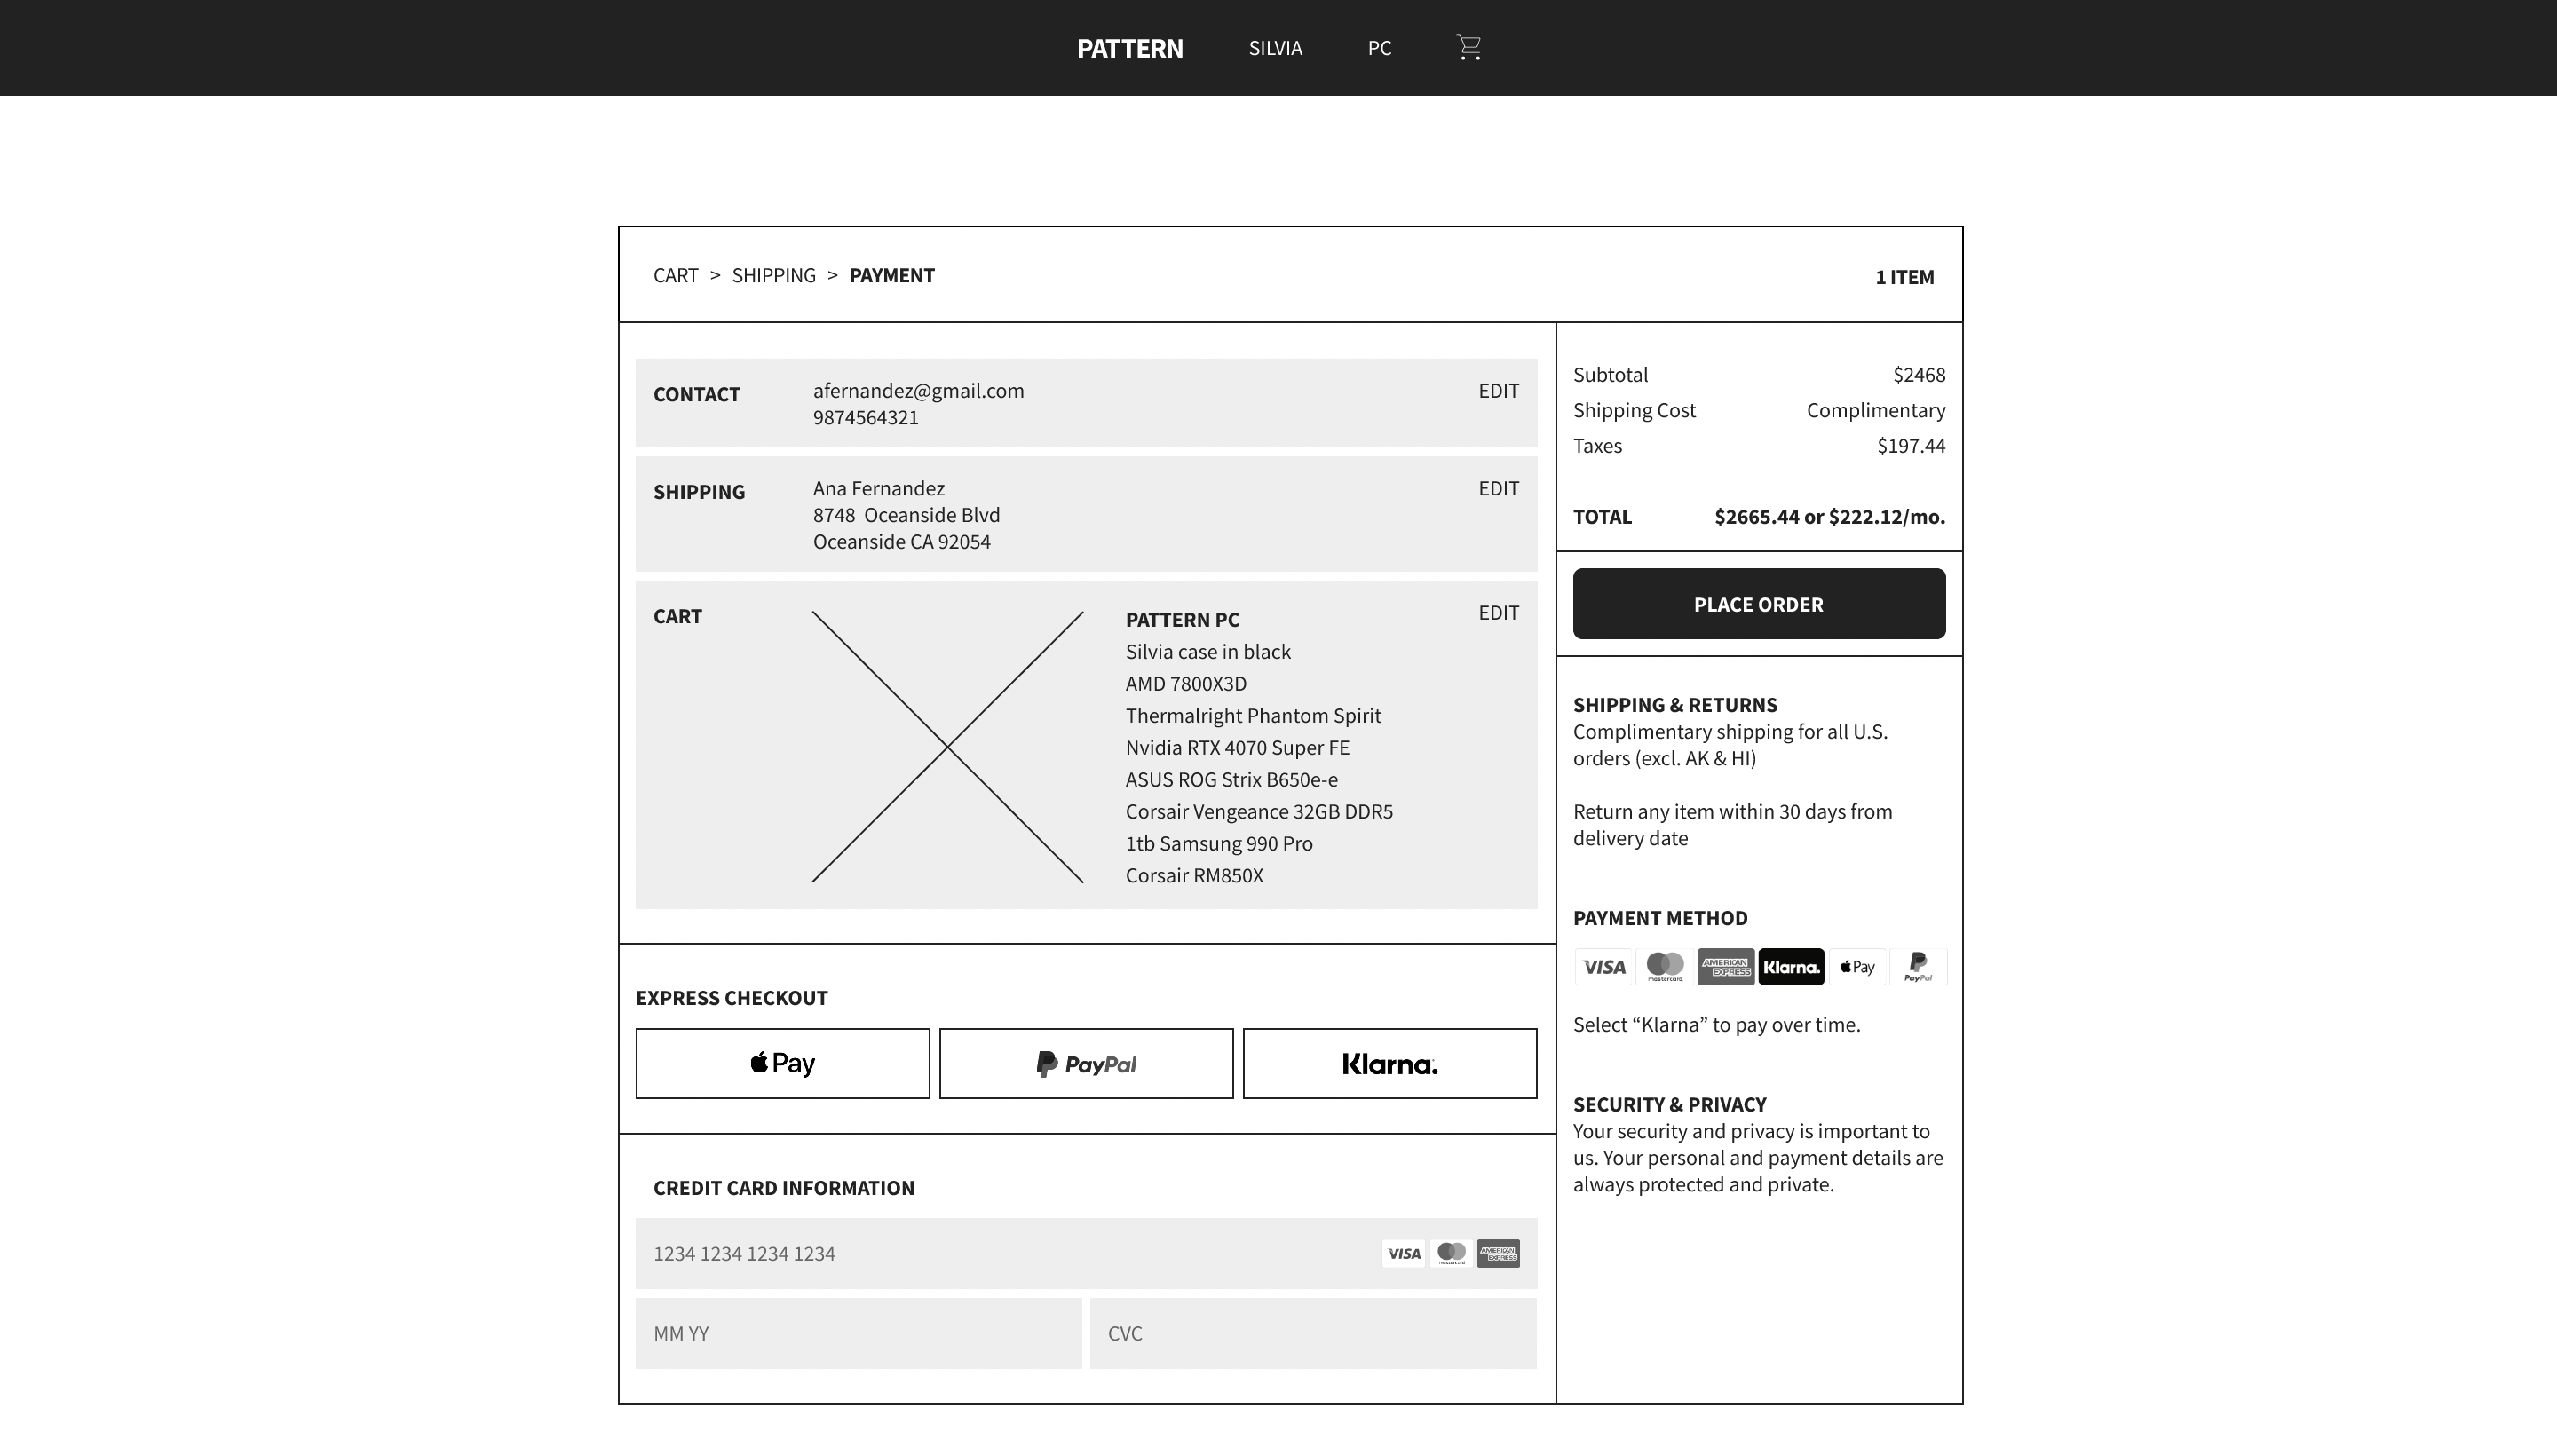 PATTERN SILVIA PC
CART > SHIPPING > PAYMENT
1 ITEM
CONTACT
afernandez@gmail.com
9874564321
EDIT
SHIPPING
Ana Fernandez
8748 Oceanside Blvd
Oceanside CA 92054
EDIT
CART
PATTERN PC
Silvia case in black
AMD 7800X3D
Thermalright Phantom Spirit
Nvidia RTX 4070 Super FE
ASUS ROG Strix B650e-e
Corsair Vengeance 32GB DDR5
1tb Samsung 990 Pro
Corsair RM850X
EDIT
EXPRESS CHECKOUT
Pay
PayPal
Klarna.
CREDIT CARD INFORMATION
1234 1234 1234 1234
VISA mastercard AMERICAN EXPRESS
MM YY
CVC
Subtotal $2468
Shipping Cost Complimentary
Taxes $197.44
TOTAL $2665.44 or $222.12/mo.
PLACE ORDER
SHIPPING & RETURNS
Complimentary shipping for all U.S.
orders (excl. AK & HI)
Return any item within 30 days from
delivery date
PAYMENT METHOD
VISA mastercard AMERICAN EXPRESS Klarna. Pay PayPal
Select “Klarna” to pay over time.
SECURITY & PRIVACY
Your security and privacy is important to
us. Your personal and payment details are
always protected and private.